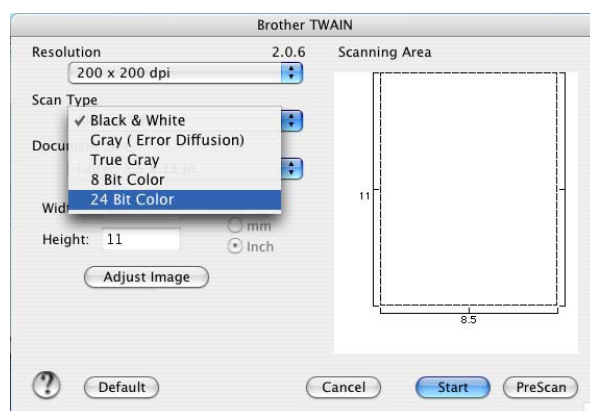 Brother TWAIN
Resolution 2.0.6
200 x 200 dpi
Scan Type
✓ Black & White
Gray ( Error Diffusion)
True Gray
8 Bit Color
24 Bit Color
Docum
Widt
Height: 11
mm
Inch
Adjust Image
Scanning Area
11
8.5
? Default Cancel Start PreScan